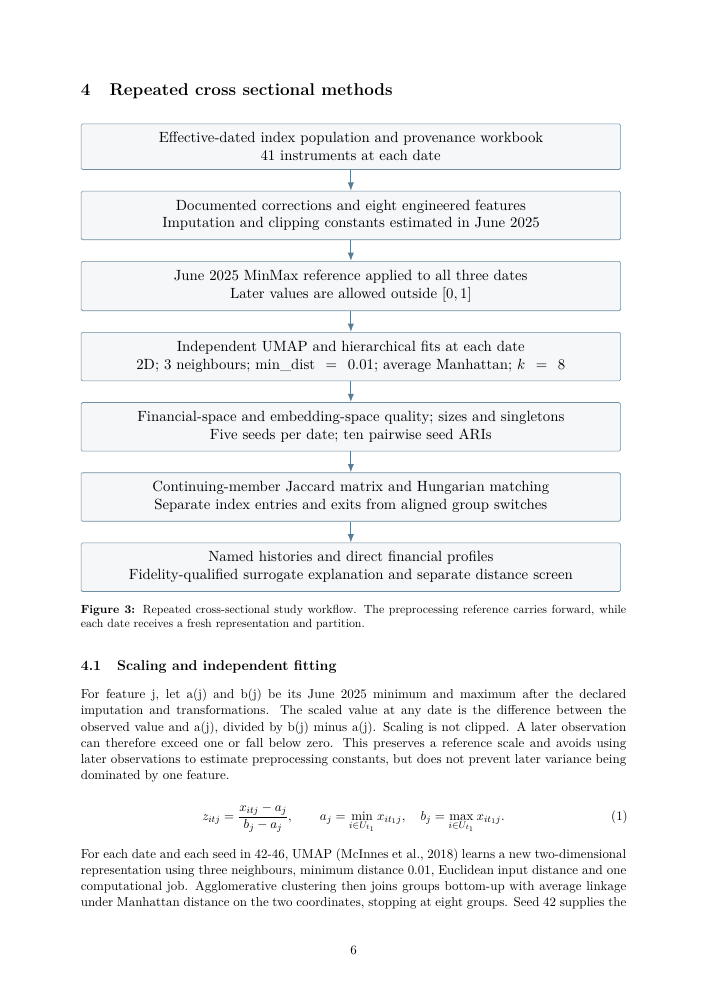 4 Repeated cross sectional methods
Effective-dated index population and provenance workbook
41 instruments at each date
Documented corrections and eight engineered features
Imputation and clipping constants estimated in June 2025
June 2025 MinMax reference applied to all three dates
Later values are allowed outside [0, 1]
Independent UMAP and hierarchical fits at each date
2D; 3 neighbours; min_dist = 0.01; average Manhattan; k = 8
Financial-space and embedding-space quality; sizes and singletons
Five seeds per date; ten pairwise seed ARIs
Continuing-member Jaccard matrix and Hungarian matching
Separate index entries and exits from aligned group switches
Named histories and direct financial profiles
Fidelity-qualified surrogate explanation and separate distance screen
Figure 3: Repeated cross-sectional study workflow. The preprocessing reference carries forward, while
each date receives a fresh representation and partition.
4.1 Scaling and independent fitting
For feature j, let a(j) and b(j) be its June 2025 minimum and maximum after the declared
imputation and transformations. The scaled value at any date is the difference between the
observed value and a(j), divided by b(j) minus a(j). Scaling is not clipped. A later observation
can therefore exceed one or fall below zero. This preserves a reference scale and avoids using
later observations to estimate preprocessing constants, but does not prevent later variance being
dominated by one feature.
z_{itj} = \frac{x_{itj} - a_j}{b_j - a_j}, a_j = \min_{i \in U_{t_1}} x_{it_1j}, b_j = \max_{i \in U_{t_1}} x_{it_1j}. (1)
For each date and each seed in 42-46, UMAP (McInnes et al., 2018) learns a new two-dimensional
representation using three neighbours, minimum distance 0.01, Euclidean input distance and one
computational job. Agglomerative clustering then joins groups bottom-up with average linkage
under Manhattan distance on the two coordinates, stopping at eight groups. Seed 42 supplies the
6